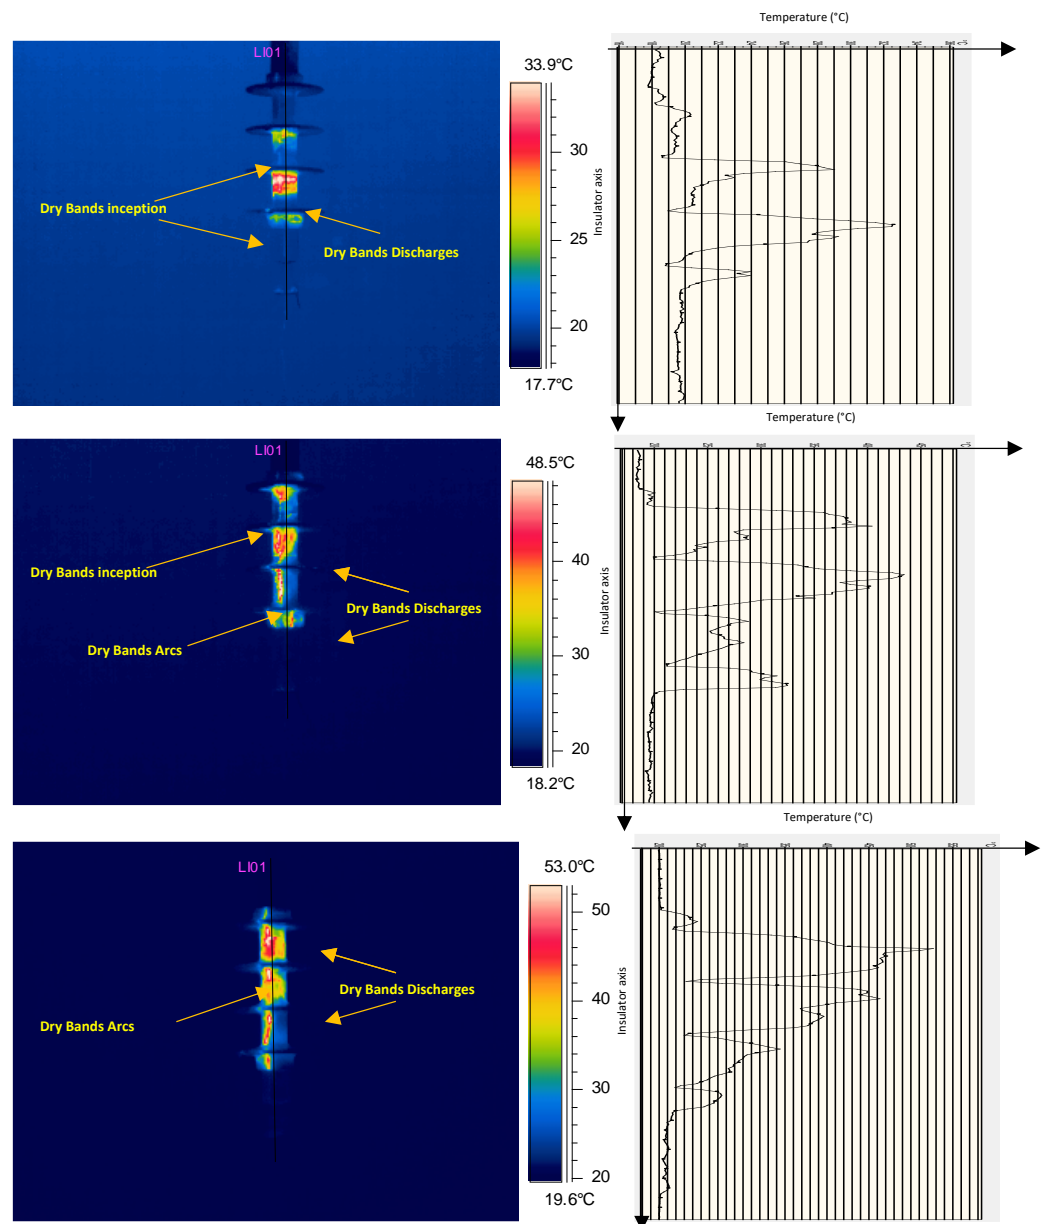 Temperature (°C)
LI01
33.9°C
30
25
20
17.7°C
Dry Bands inception
Dry Bands Discharges
Insulator axis
Temperature (°C)
LI01
48.5°C
40
30
20
18.2°C
Dry Bands inception
Dry Bands Discharges
Dry Bands Arcs
Insulator axis
Temperature (°C)
LI01
53.0°C
50
40
30
20
19.6°C
Dry Bands Discharges
Dry Bands Arcs
Insulator axis